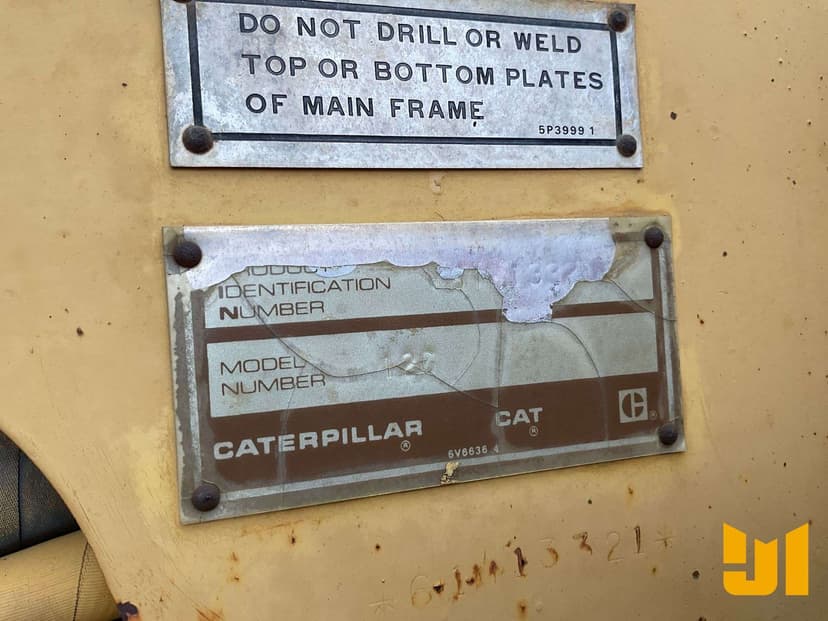 DO NOT DRILL OR WELD
TOP OR BOTTOM PLATES
OF MAIN FRAME
5P3999 1
IDENTIFICATION
NUMBER
MODEL
NUMBER
CATERPILLAR
®
CAT
®
®
6V6636 4